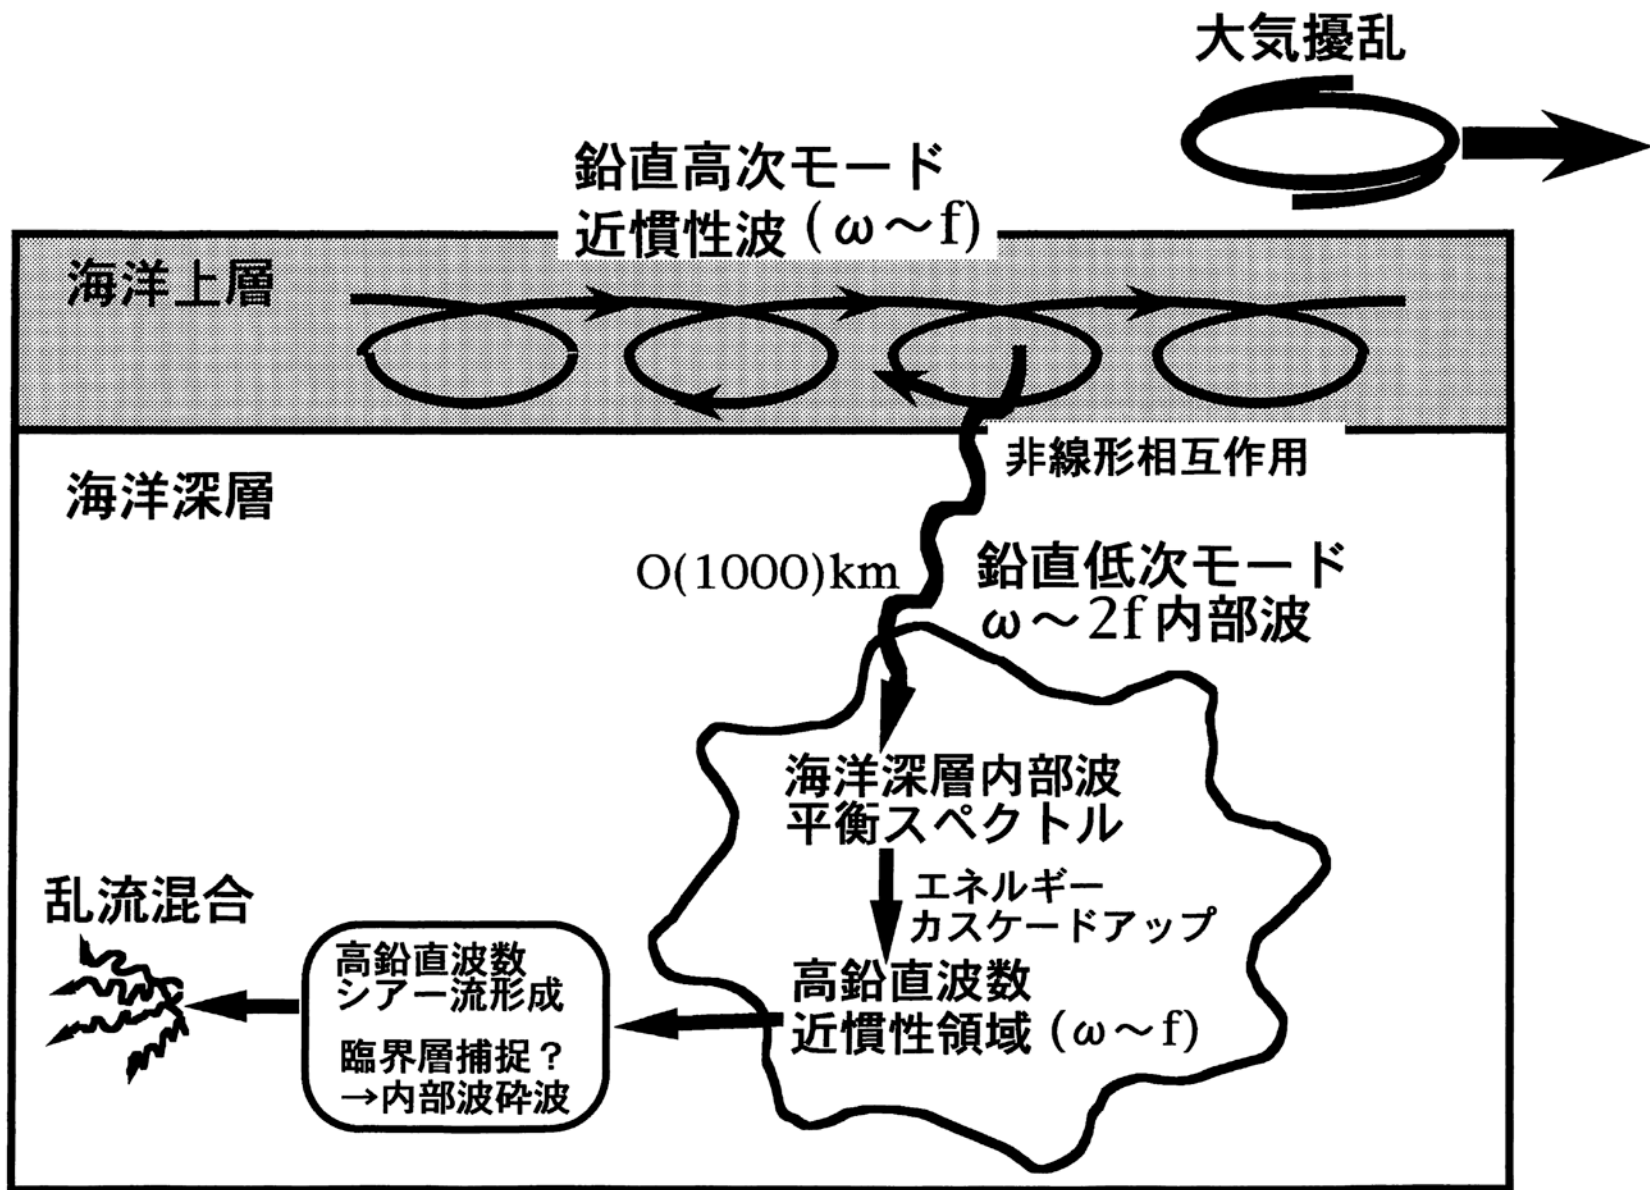 大気擾乱
鉛直高次モード
近慣性波 (ω～f)
海洋上層
非線形相互作用
海洋深層
O(1000)km
鉛直低次モード
ω～2f 内部波
海洋深層内部波
平衡スペクトル
エネルギー
カスケードアップ
高鉛直波数
近慣性領域 (ω～f)
高鉛直波数
シアー流形成
臨界層捕捉？
→内部波砕波
乱流混合